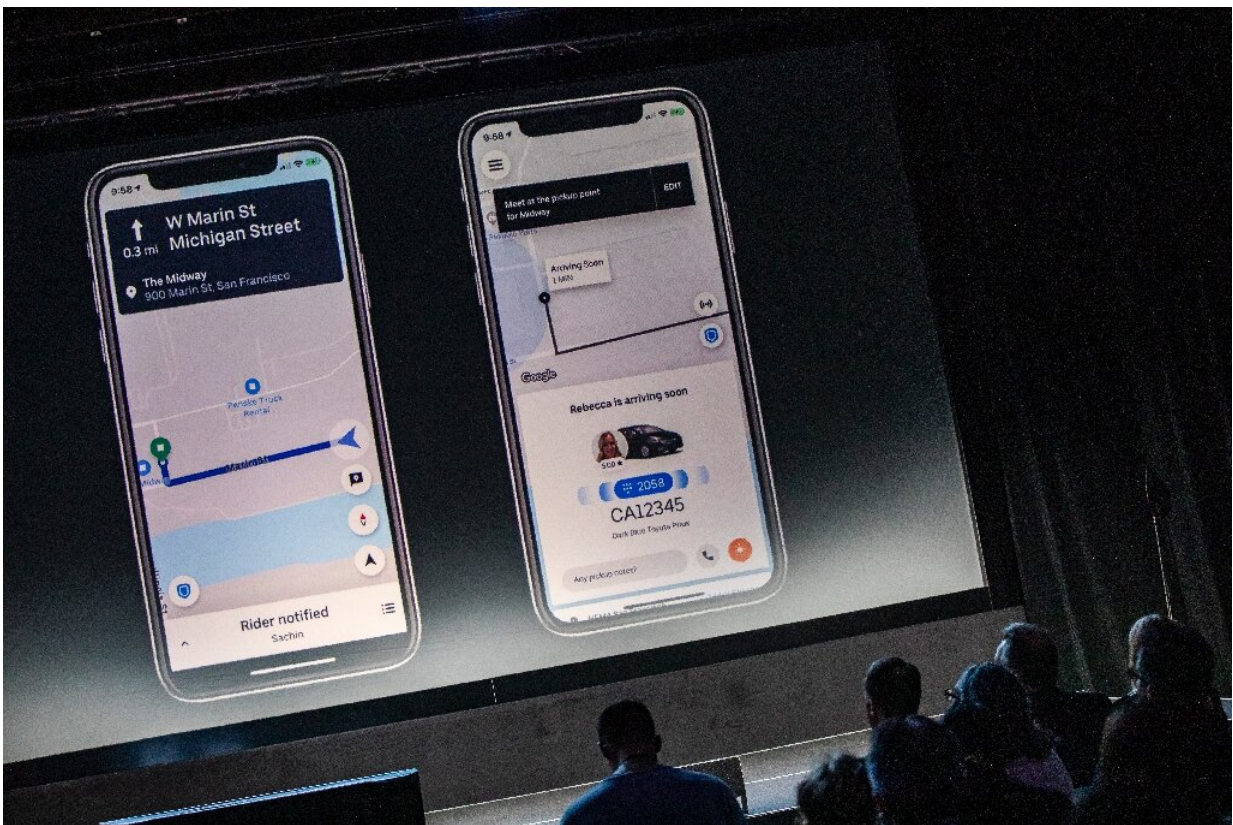 9:58
W Marin St
Michigan Street
0.3 mi
The Midway
900 Marin St, San Francisco
Penske Truck
Rental
Marin St
Midway
Rider notified
Sachin
9:58
Meet at the pickup point
for Midway
EDIT
Arriving Soon
1 MIN
Google
Rebecca is arriving soon
5.0 ★
2058
CA12345
Dark Blue Toyota Prius
Any pickup notes?